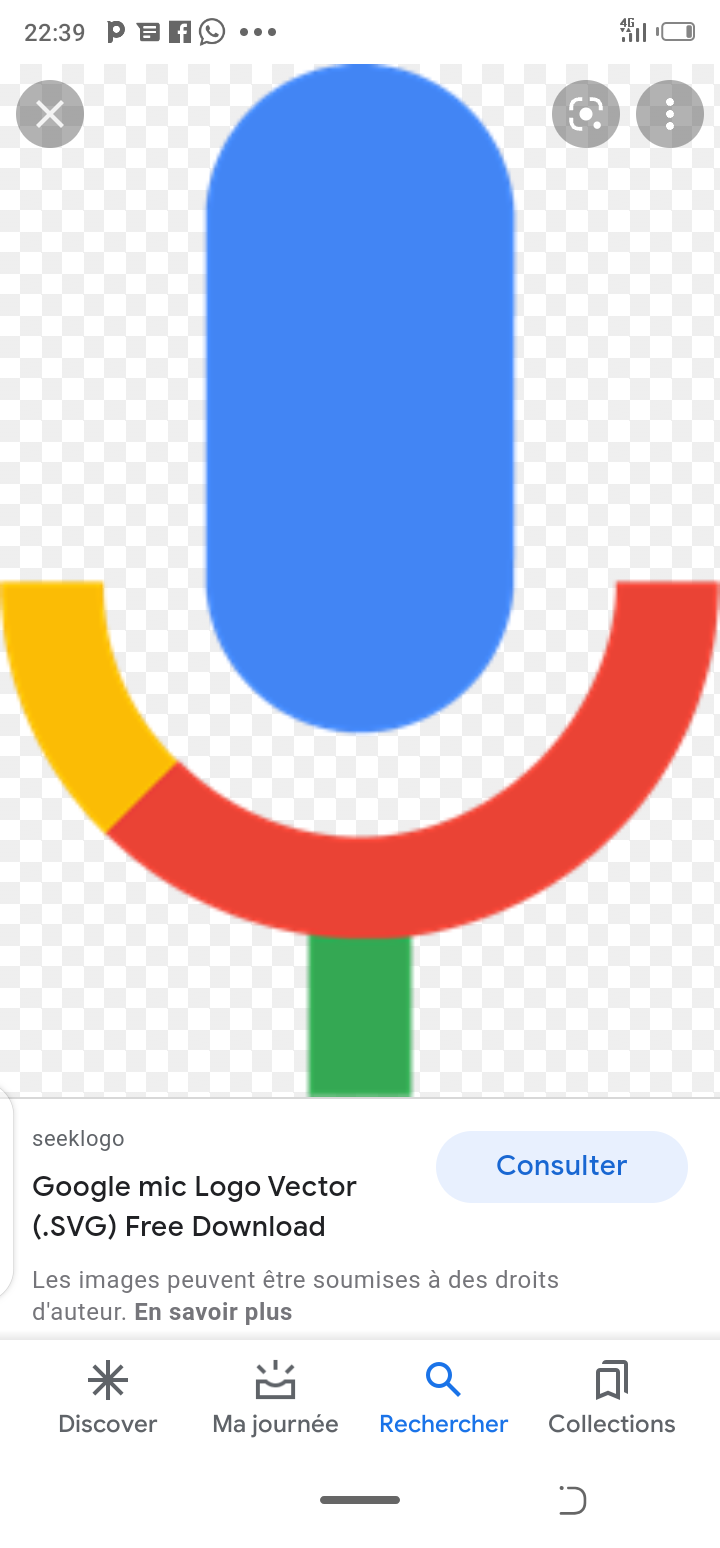 22:39
4G
seeklogo
Consulter
Google mic Logo Vector
(.SVG) Free Download
Les images peuvent être soumises à des droits
d'auteur. En savoir plus
Discover
Ma journée
Rechercher
Collections